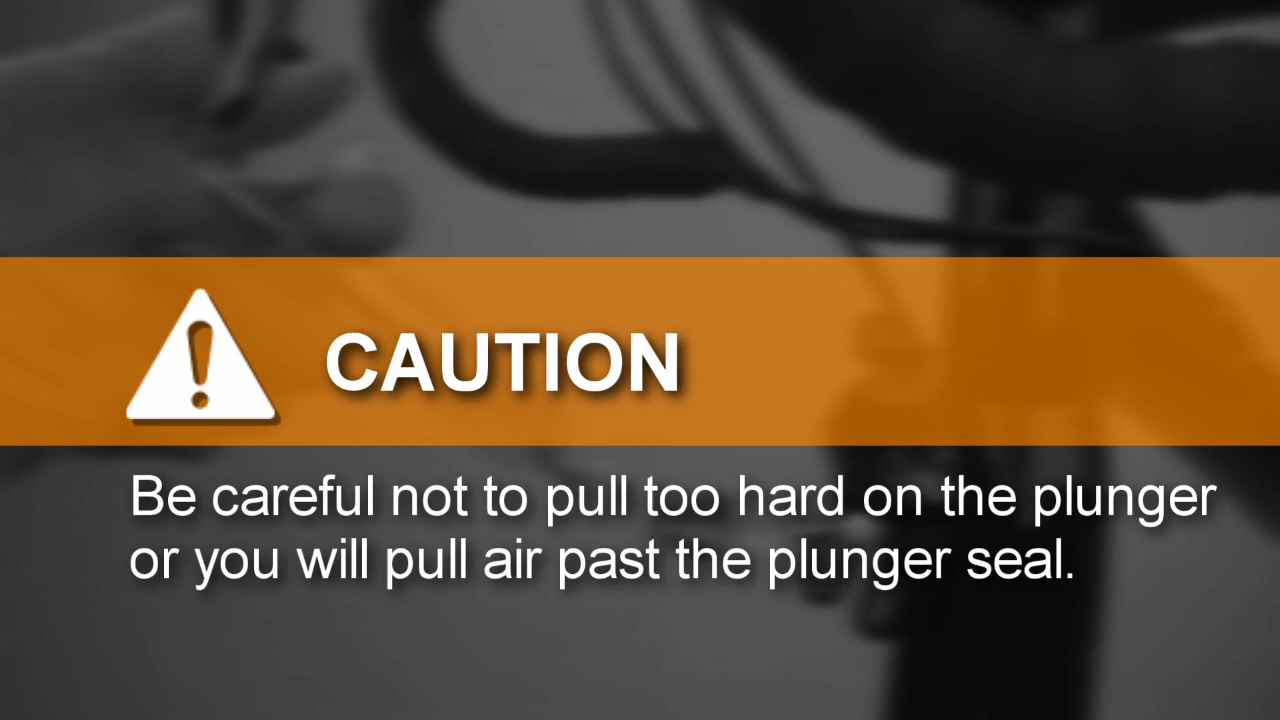 CAUTION
Be careful not to pull too hard on the plunger
or you will pull air past the plunger seal.